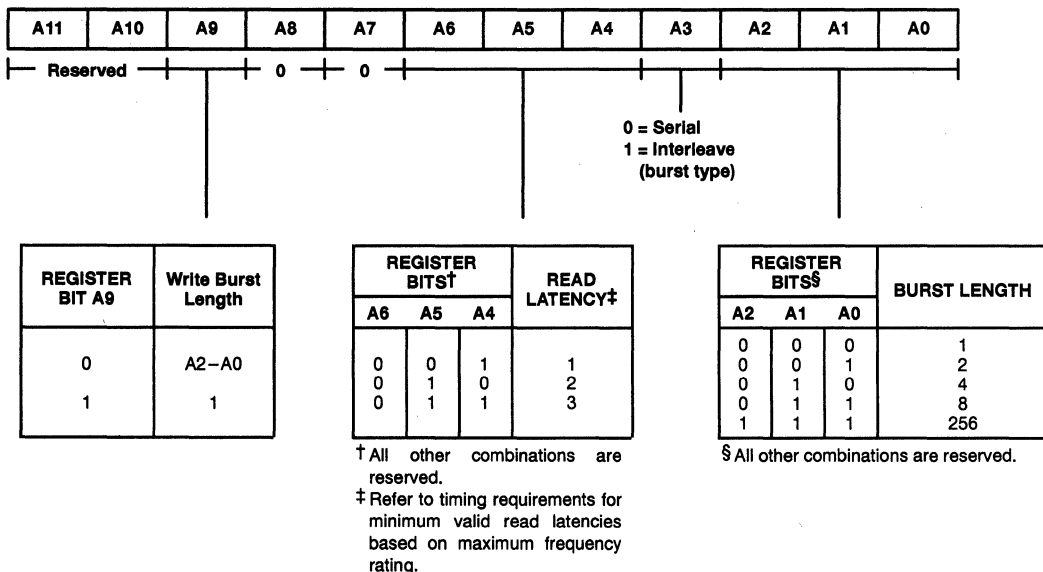 A11 A10 A9 A8 A7 A6 A5 A4 A3 A2 A1 A0
Reserved 0 0
0 = Serial
1 = Interleave
(burst type)
REGISTER BIT A9 Write Burst Length
0 A2–A0
1 1
REGISTER BITS† READ LATENCY‡
A6 A5 A4
0 0 1 1
0 1 0 2
0 1 1 3
† All other combinations are
reserved.
‡ Refer to timing requirements for
minimum valid read latencies
based on maximum frequency
rating.
REGISTER BITS§ BURST LENGTH
A2 A1 A0
0 0 0 1
0 0 1 2
0 1 0 4
0 1 1 8
1 1 1 256
§ All other combinations are reserved.